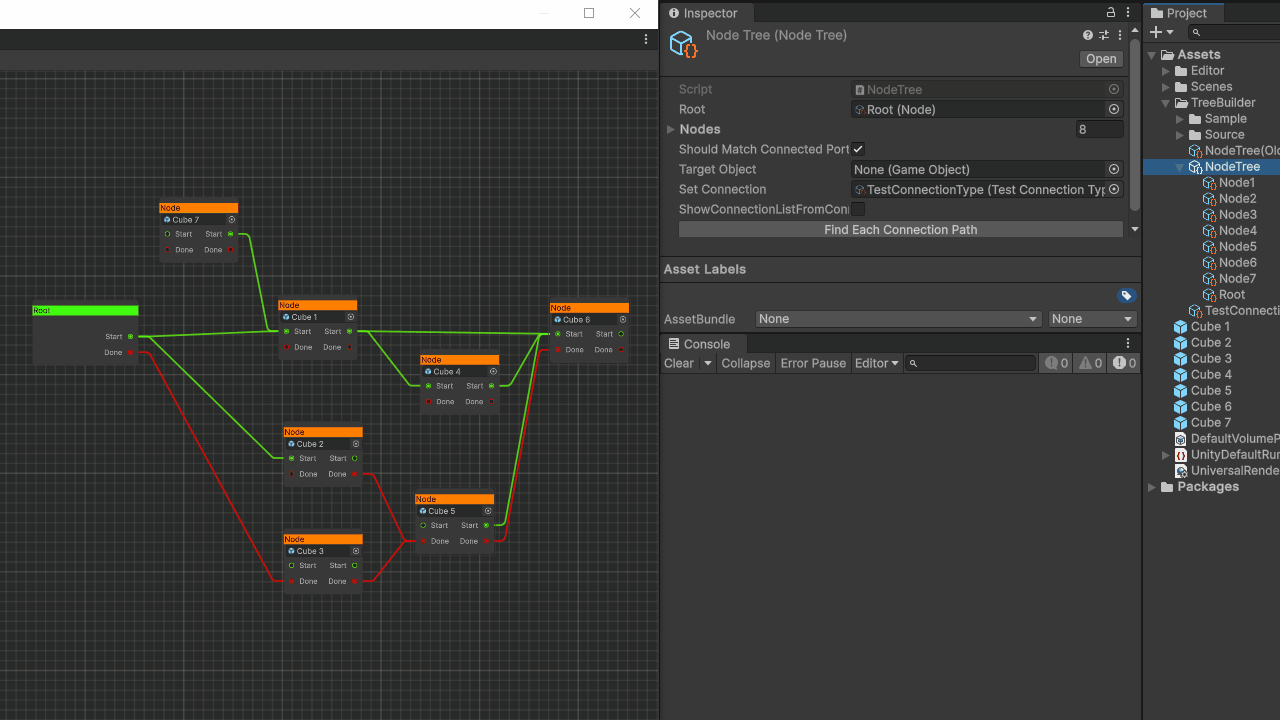 Node
Cube 7
Start Start
Done Done
Root
Start
Done
Node
Cube 1
Start Start
Done Done
Node
Cube 6
Start Start
Done Done
Node
Cube 4
Start Start
Done Done
Node
Cube 2
Start Start
Done Done
Node
Cube 5
Start Start
Done Done
Node
Cube 3
Start Start
Done Done
Inspector
Node Tree (Node Tree)
Open
Script NodeTree
Root Root (Node)
Nodes 8
Should Match Connected Port
Target Object None (Game Object)
Set Connection TestConnectionType (Test Connection Typ
ShowConnectionListFromConn
Find Each Connection Path
Asset Labels
AssetBundle None None
Console
Clear Collapse Error Pause Editor 0 0 0
Project
Assets
Editor
Scenes
TreeBuilder
Sample
Source
NodeTree(Old
NodeTree
Node1
Node2
Node3
Node4
Node5
Node6
Node7
Root
TestConnecti
Cube 1
Cube 2
Cube 3
Cube 4
Cube 5
Cube 6
Cube 7
DefaultVolumeP
UnityDefaultRun
UniversalRende
Packages